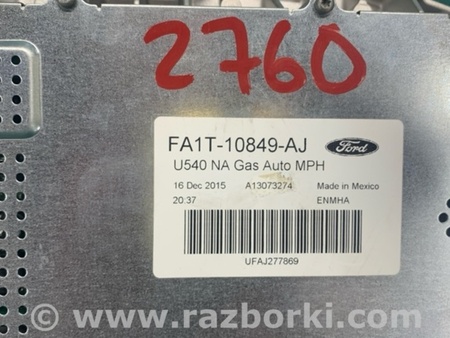 2760
FA1T-10849-AJ
Ford
U540 NA Gas Auto MPH
16 Dec 2015 A13073274 Made in Mexico
20:37 ENMHA
UFAJ277869
www.razborki.com